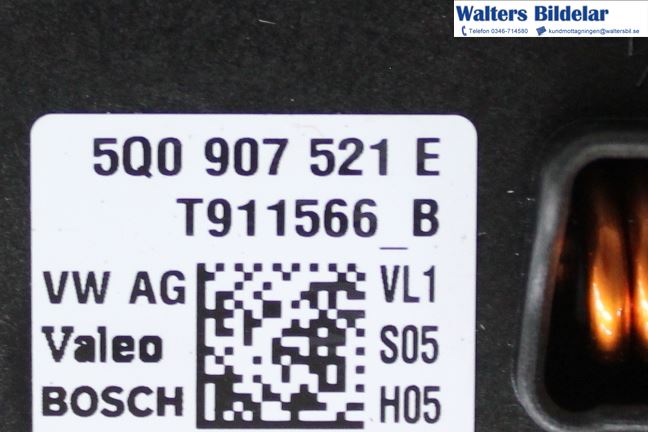 Walters Bildelar
Telefon 0346-714580 kundmottagningen@waltersbil.se
5Q0 907 521 E
T911566_B
VW AG VL1
Valeo S05
BOSCH H05